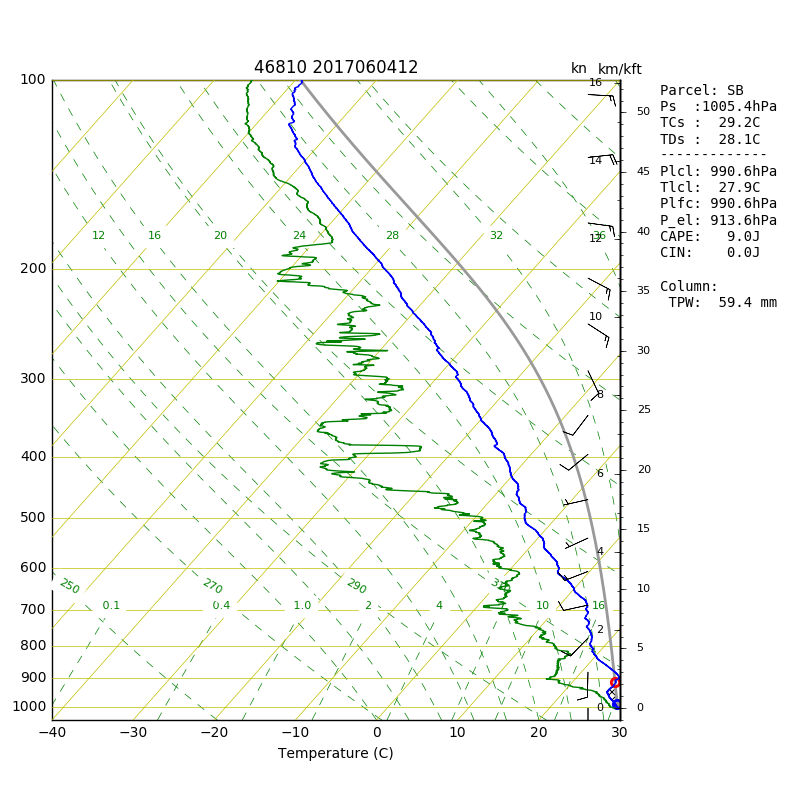 46810 2017060412
kn km/kft
Parcel: SB
Ps  :1005.4hPa
TCs :  29.2C
TDs :  28.1C
-------------
Plcl: 990.6hPa
Tlcl:  27.9C
Plfc: 990.6hPa
P_el: 913.6hPa
CAPE:   9.0J
CIN:    0.0J
Column:
TPW:  59.4 mm
100
200
300
400
500
600
700
800
900
1000
12 16 20 24 28 32 36
250 270 290
0.1 0.4 1.0 2 4 10 16
16
14
12
10
8
6
4
2
0
50
45
40
35
30
25
20
15
10
5
0
−40 −30 −20 −10 0 10 20 30
Temperature (C)